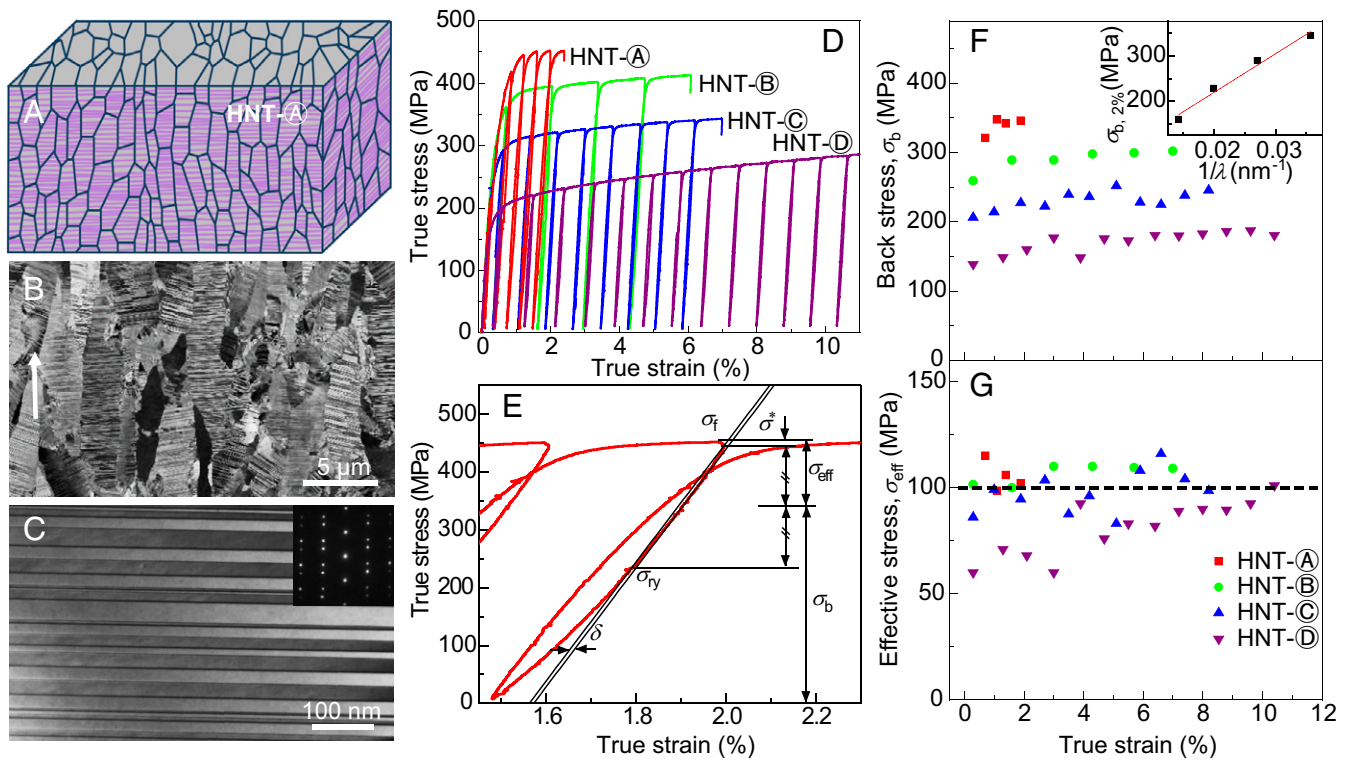 A
HNT-Ⓐ
B
5 μm
C
100 nm
D
True stress (MPa)
500
400
300
200
100
0
HNT-Ⓐ
HNT-Ⓑ
HNT-Ⓒ
HNT-Ⓓ
0 2 4 6 8 10
True strain (%)
E
True stress (MPa)
500
400
300
200
100
0
σf
σ*
σeff
σry
σb
δ
1.6 1.8 2.0 2.2
True strain (%)
F
Back stress, σb (MPa)
400
300
200
100
0
σb, 2% (MPa)
300
200
0.02 0.03
1/λ (nm⁻¹)
G
Effective stress, σeff (MPa)
150
100
50
0
HNT-Ⓐ
HNT-Ⓑ
HNT-Ⓒ
HNT-Ⓓ
0 2 4 6 8 10 12
True strain (%)